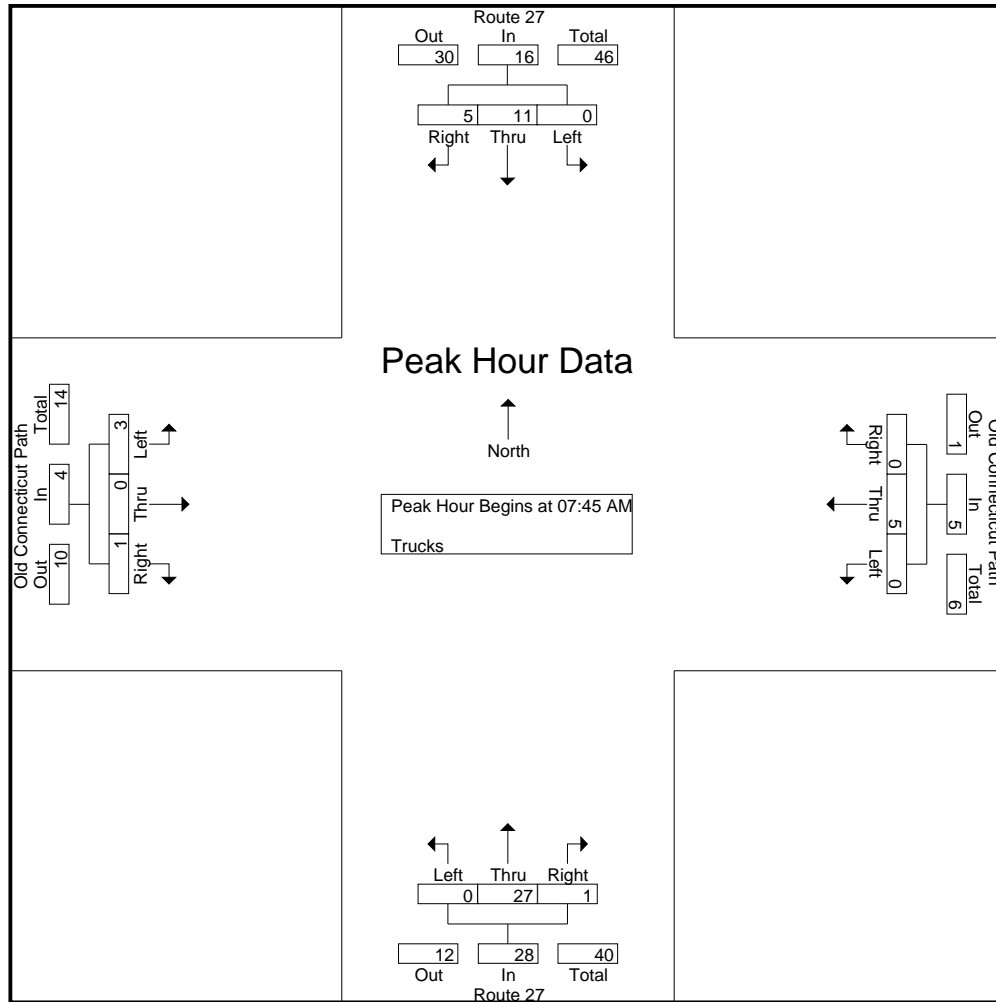 Route 27
Out In Total
30 16 46
5 11 0
Right Thru Left
Peak Hour Data
North
Peak Hour Begins at 07:45 AM
Trucks
Old Connecticut Path
Total In Out
14 4 10
3 0 1
Left Thru Right
Old Connecticut Path
Out In Total
1 5 6
0 5 0
Right Thru Left
Left Thru Right
0 27 1
12 28 40
Out In Total
Route 27